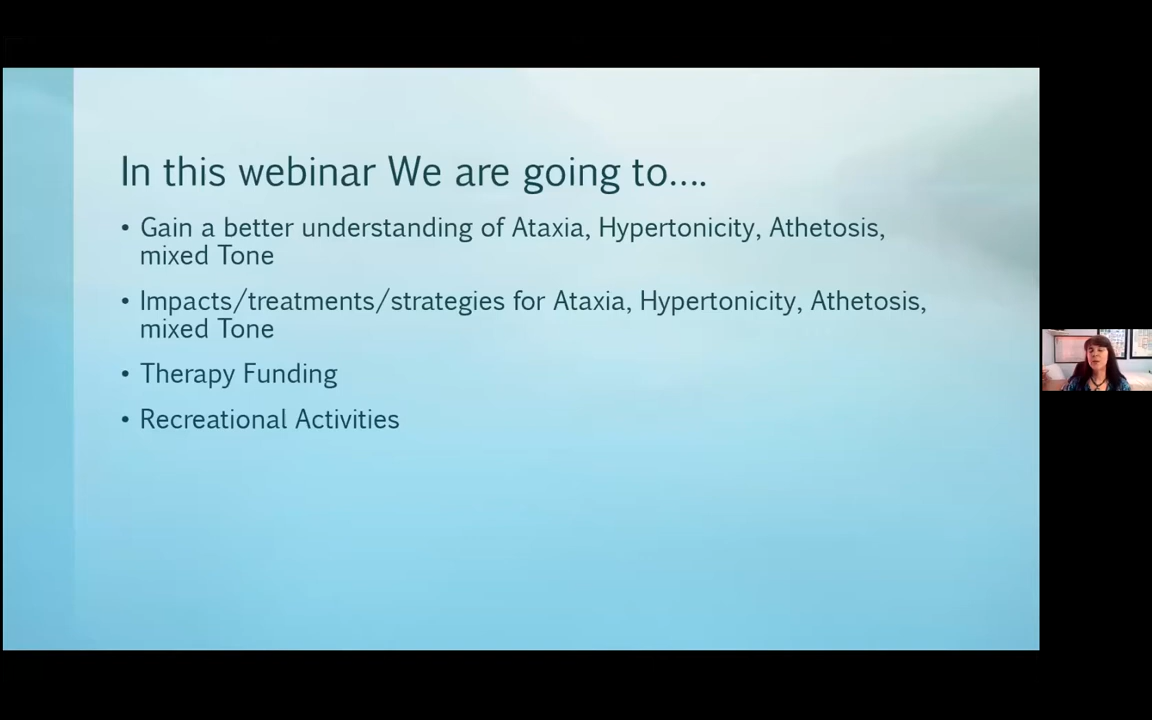 In this webinar We are going to....
• Gain a better understanding of Ataxia, Hypertonicity, Athetosis,
mixed Tone
• Impacts/treatments/strategies for Ataxia, Hypertonicity, Athetosis,
mixed Tone
• Therapy Funding
• Recreational Activities